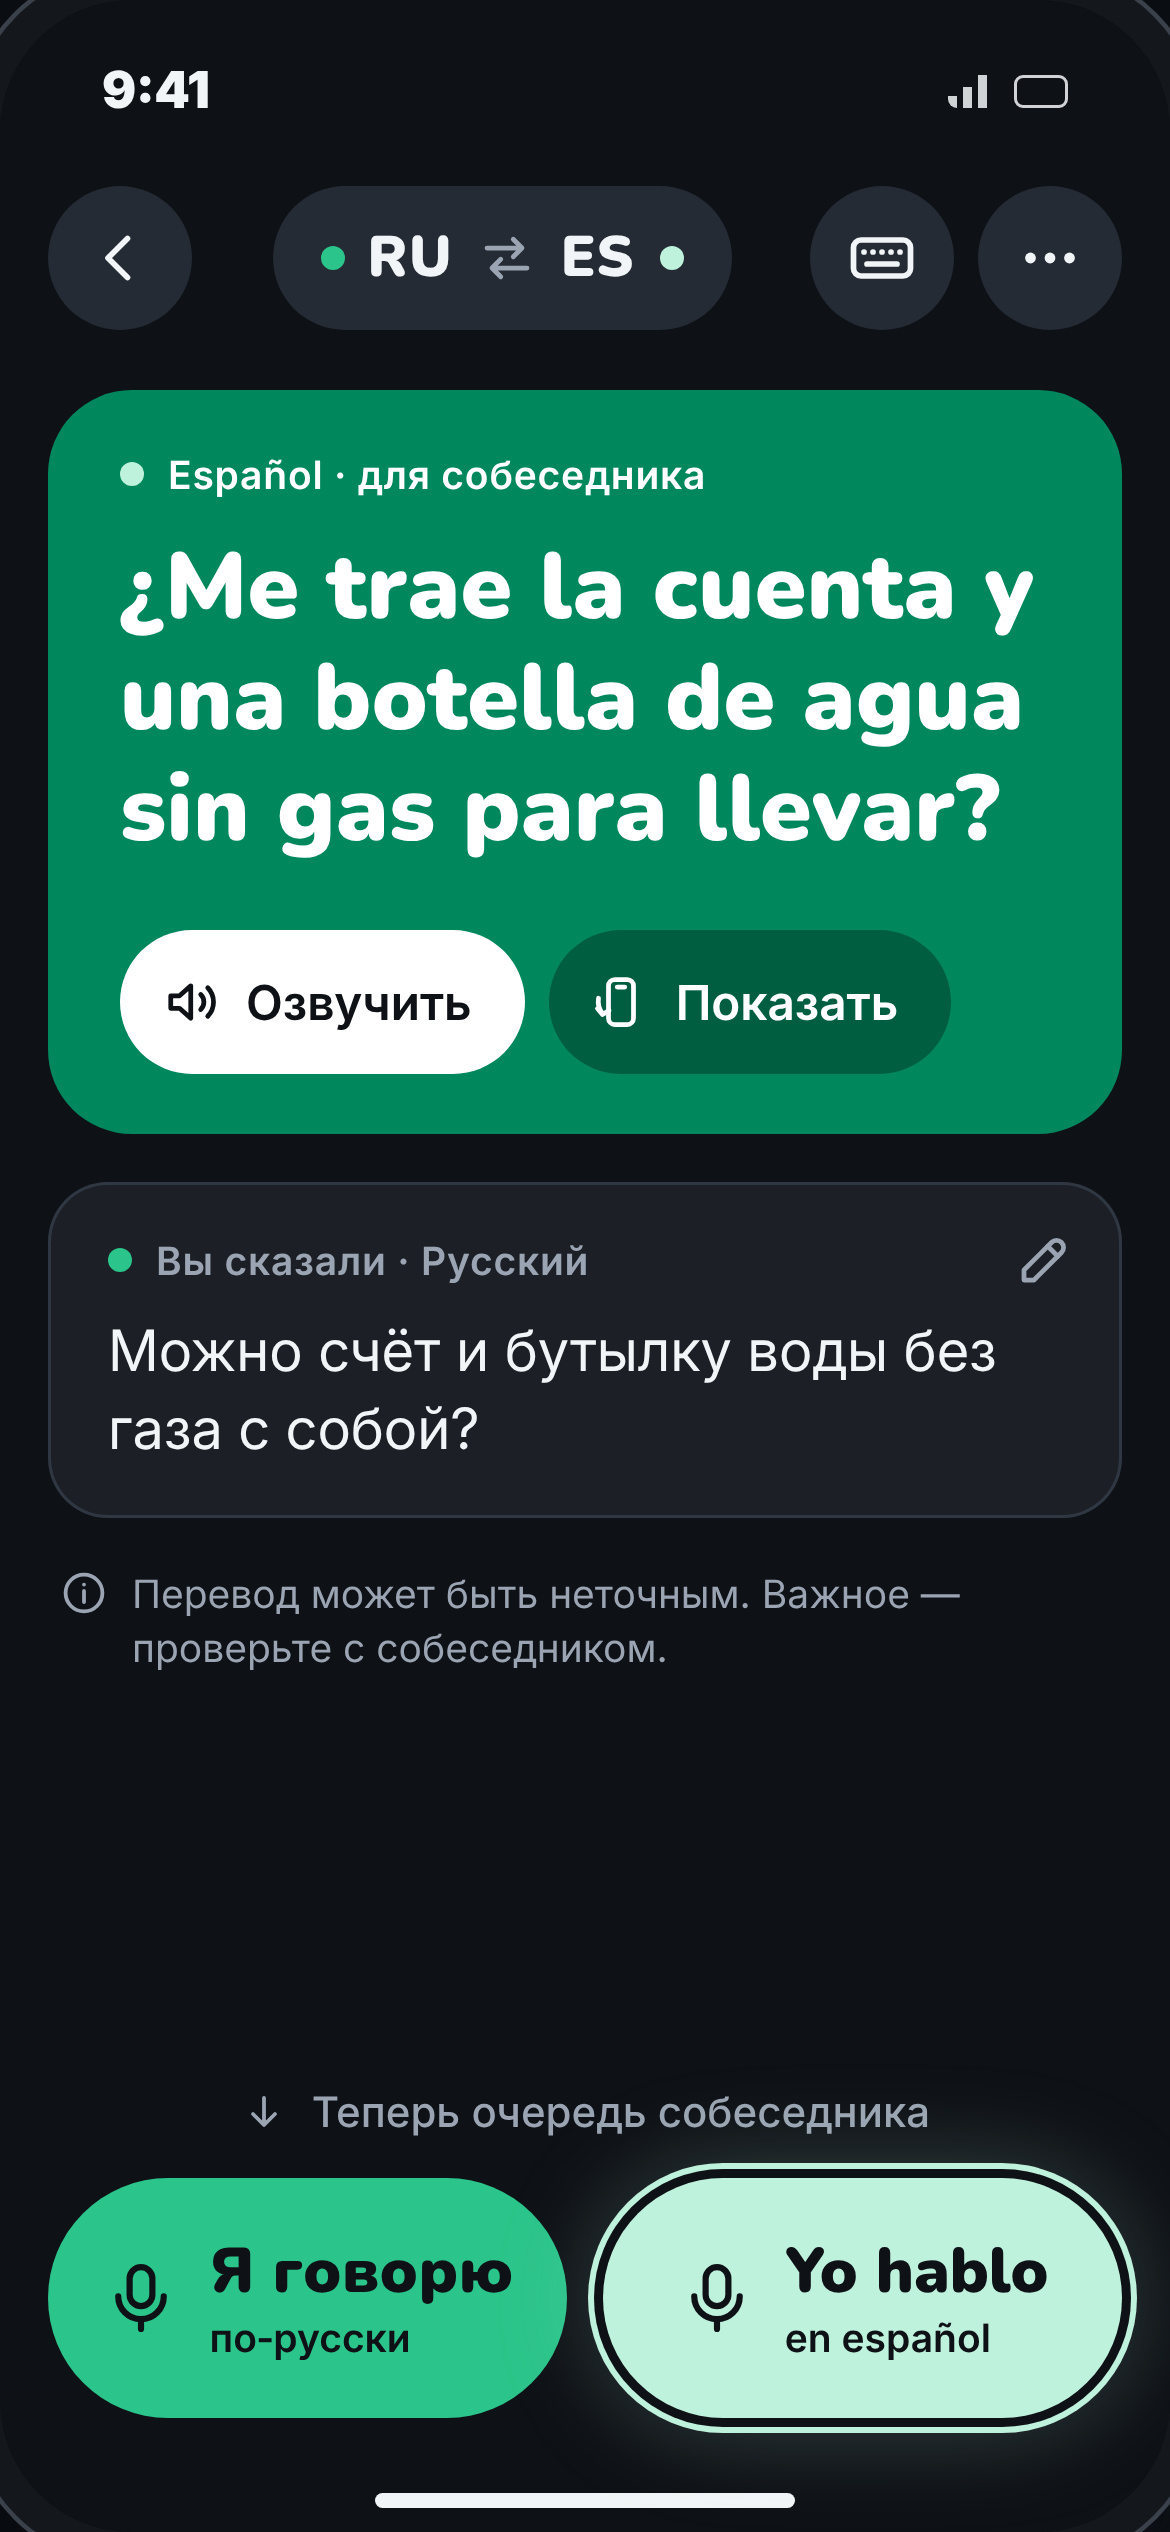 9:41
RU ES
Español · для собеседника
¿Me trae la cuenta y
una botella de agua
sin gas para llevar?
Озвучить Показать
Вы сказали · Русский
Можно счёт и бутылку воды без
газа с собой?
Перевод может быть неточным. Важное —
проверьте с собеседником.
Теперь очередь собеседника
Я говорю
по-русски
Yo hablo
en español